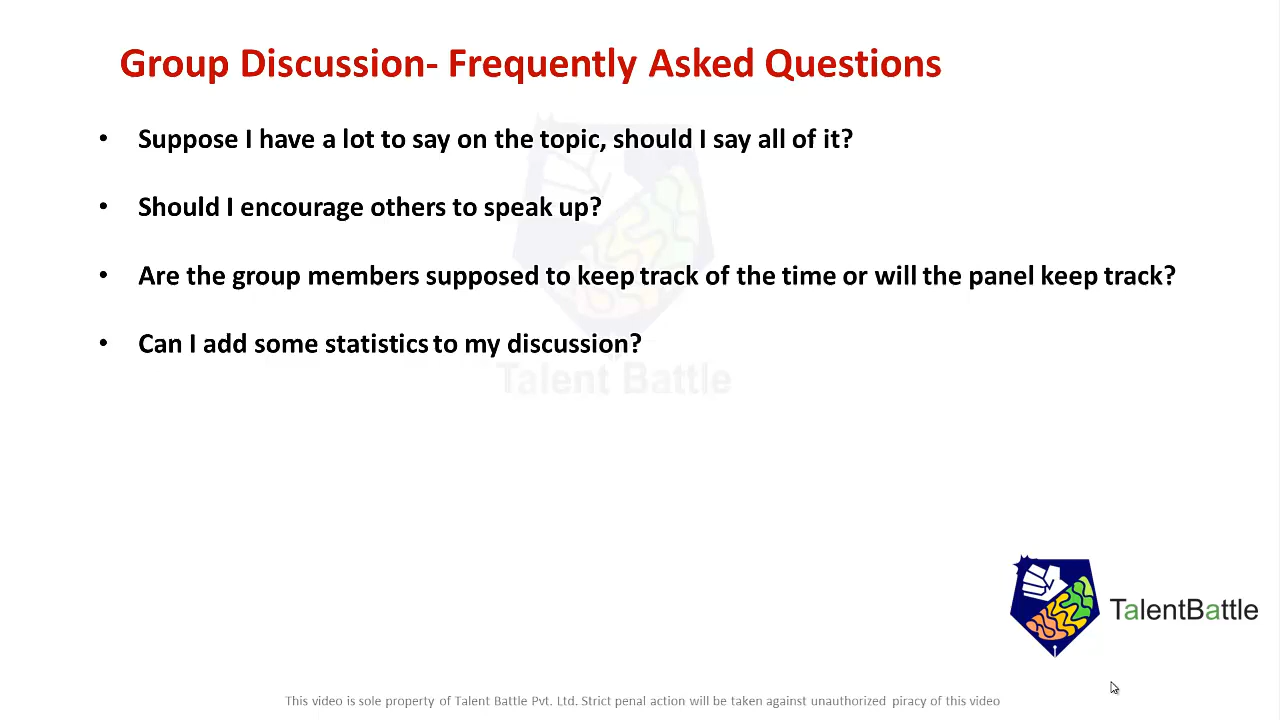 Group Discussion- Frequently Asked Questions
• Suppose I have a lot to say on the topic, should I say all of it?
• Should I encourage others to speak up?
• Are the group members supposed to keep track of the time or will the panel keep track?
• Can I add some statistics to my discussion?
Talent Battle
TalentBattle
This video is sole property of Talent Battle Pvt. Ltd. Strict penal action will be taken against unauthorized piracy of this video